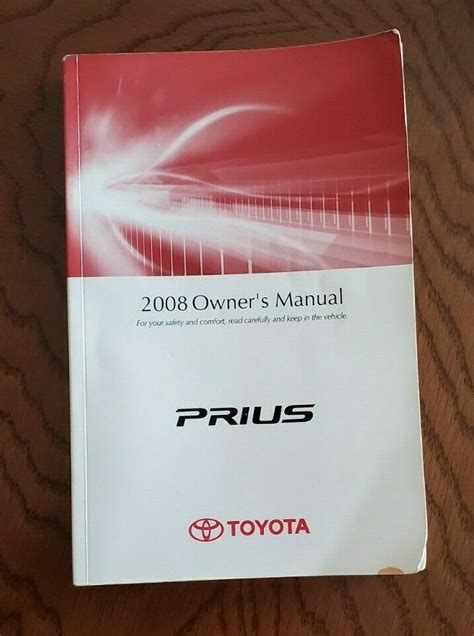 2008 Owner's Manual
For your safety and comfort, read carefully and keep in the vehicle.
PRIUS
TOYOTA